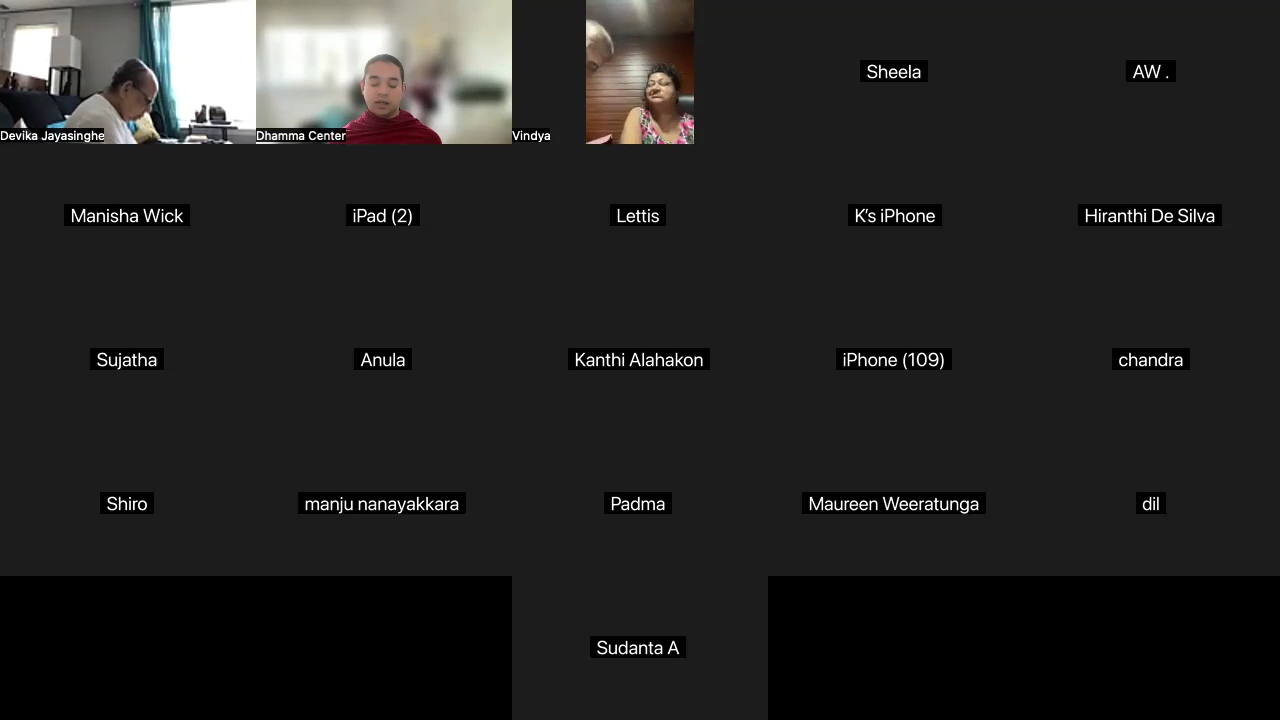 Devika Jayasinghe
Dhamma Center
Vindya
Sheela
AW .
Manisha Wick
iPad (2)
Lettis
K’s iPhone
Hiranthi De Silva
Sujatha
Anula
Kanthi Alahakon
iPhone (109)
chandra
Shiro
manju nanayakkara
Padma
Maureen Weeratunga
dil
Sudanta A